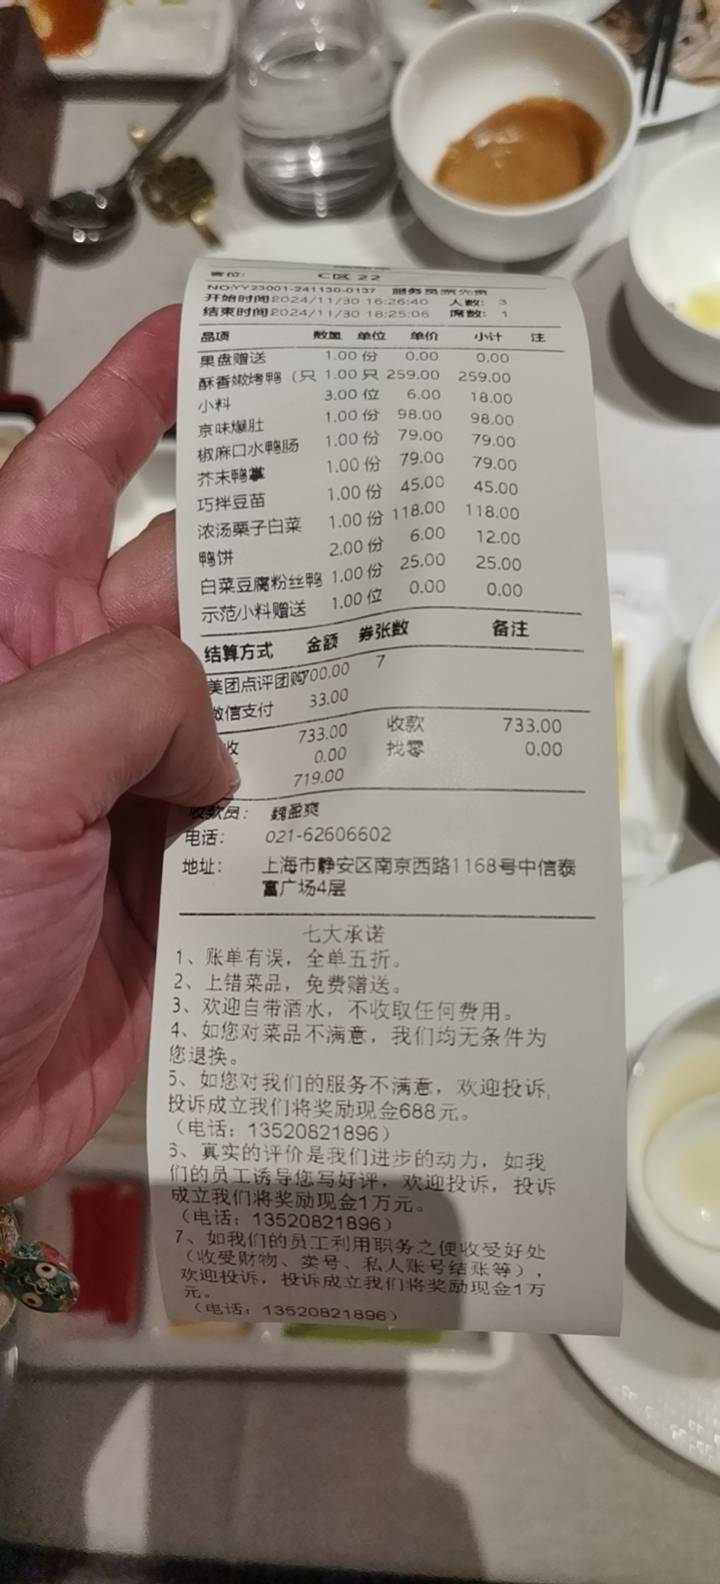 客位： C区 22
NO:YY23001-241130-0137 服务员
开始时间2024/11/30 16:26:40 人数: 3
结束时间2024/11/30 18:25:06 席数: 1
品项 数量 单位 单价 小计 注
果盘赠送 1.00 份 0.00 0.00
酥香嫩烤鸭（只 1.00 只 259.00 259.00
小料 3.00 位 6.00 18.00
京味爆肚 1.00 份 98.00 98.00
椒麻口水鸭肠 1.00 份 79.00 79.00
芥末鸭掌 1.00 份 79.00 79.00
巧拌豆苗 1.00 份 45.00 45.00
浓汤栗子白菜 1.00 份 118.00 118.00
鸭饼 2.00 份 6.00 12.00
白菜豆腐粉丝鸭 1.00 份 25.00 25.00
示范小料赠送 1.00 位 0.00 0.00
结算方式 金额 券张数 备注
美团点评团购700.00 7
微信支付 33.00
收 733.00 收款 733.00
0.00 找零 0.00
719.00
收款员： 魏盈爽
电话： 021-62606602
地址： 上海市静安区南京西路1168号中信泰
富广场4层
七大承诺
1、账单有误，全单五折。
2、上错菜品，免费赠送。
3、欢迎自带酒水，不收取任何费用。
4、如您对菜品不满意，我们均无条件为
您退换。
5、如您对我们的服务不满意，欢迎投诉,
投诉成立我们将奖励现金688元。
（电话：13520821896）
6、真实的评价是我们进步的动力，如我
们的员工诱导您写好评，欢迎投诉，投诉
成立我们将奖励现金1万元。
（电话：13520821896）
7、如我们的员工利用职务之便收受好处
（收受财物、卖号、私人账号结账等），
欢迎投诉，投诉成立我们将奖励现金1万
元。
（电话：13520821896）